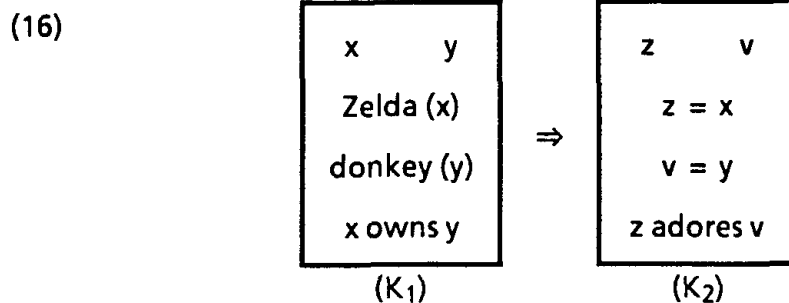 (16)
x y
Zelda (x)
donkey (y)
x owns y
(K₁)
⇒
z v
z = x
v = y
z adores v
(K₂)